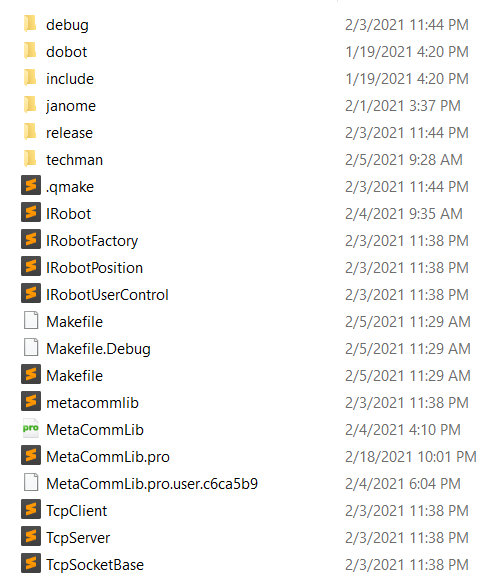 debug 2/3/2021 11:44 PM
dobot 1/19/2021 4:20 PM
include 1/19/2021 4:20 PM
janome 2/1/2021 3:37 PM
release 2/3/2021 11:44 PM
techman 2/5/2021 9:28 AM
.qmake 2/3/2021 11:44 PM
IRobot 2/4/2021 9:35 AM
IRobotFactory 2/3/2021 11:38 PM
IRobotPosition 2/3/2021 11:38 PM
IRobotUserControl 2/3/2021 11:38 PM
Makefile 2/5/2021 11:29 AM
Makefile.Debug 2/5/2021 11:29 AM
Makefile 2/5/2021 11:29 AM
metacommlib 2/3/2021 11:38 PM
pro MetaCommLib 2/4/2021 4:10 PM
MetaCommLib.pro 2/18/2021 10:01 PM
MetaCommLib.pro.user.c6ca5b9 2/4/2021 6:04 PM
TcpClient 2/3/2021 11:38 PM
TcpServer 2/3/2021 11:38 PM
TcpSocketBase 2/3/2021 11:38 PM